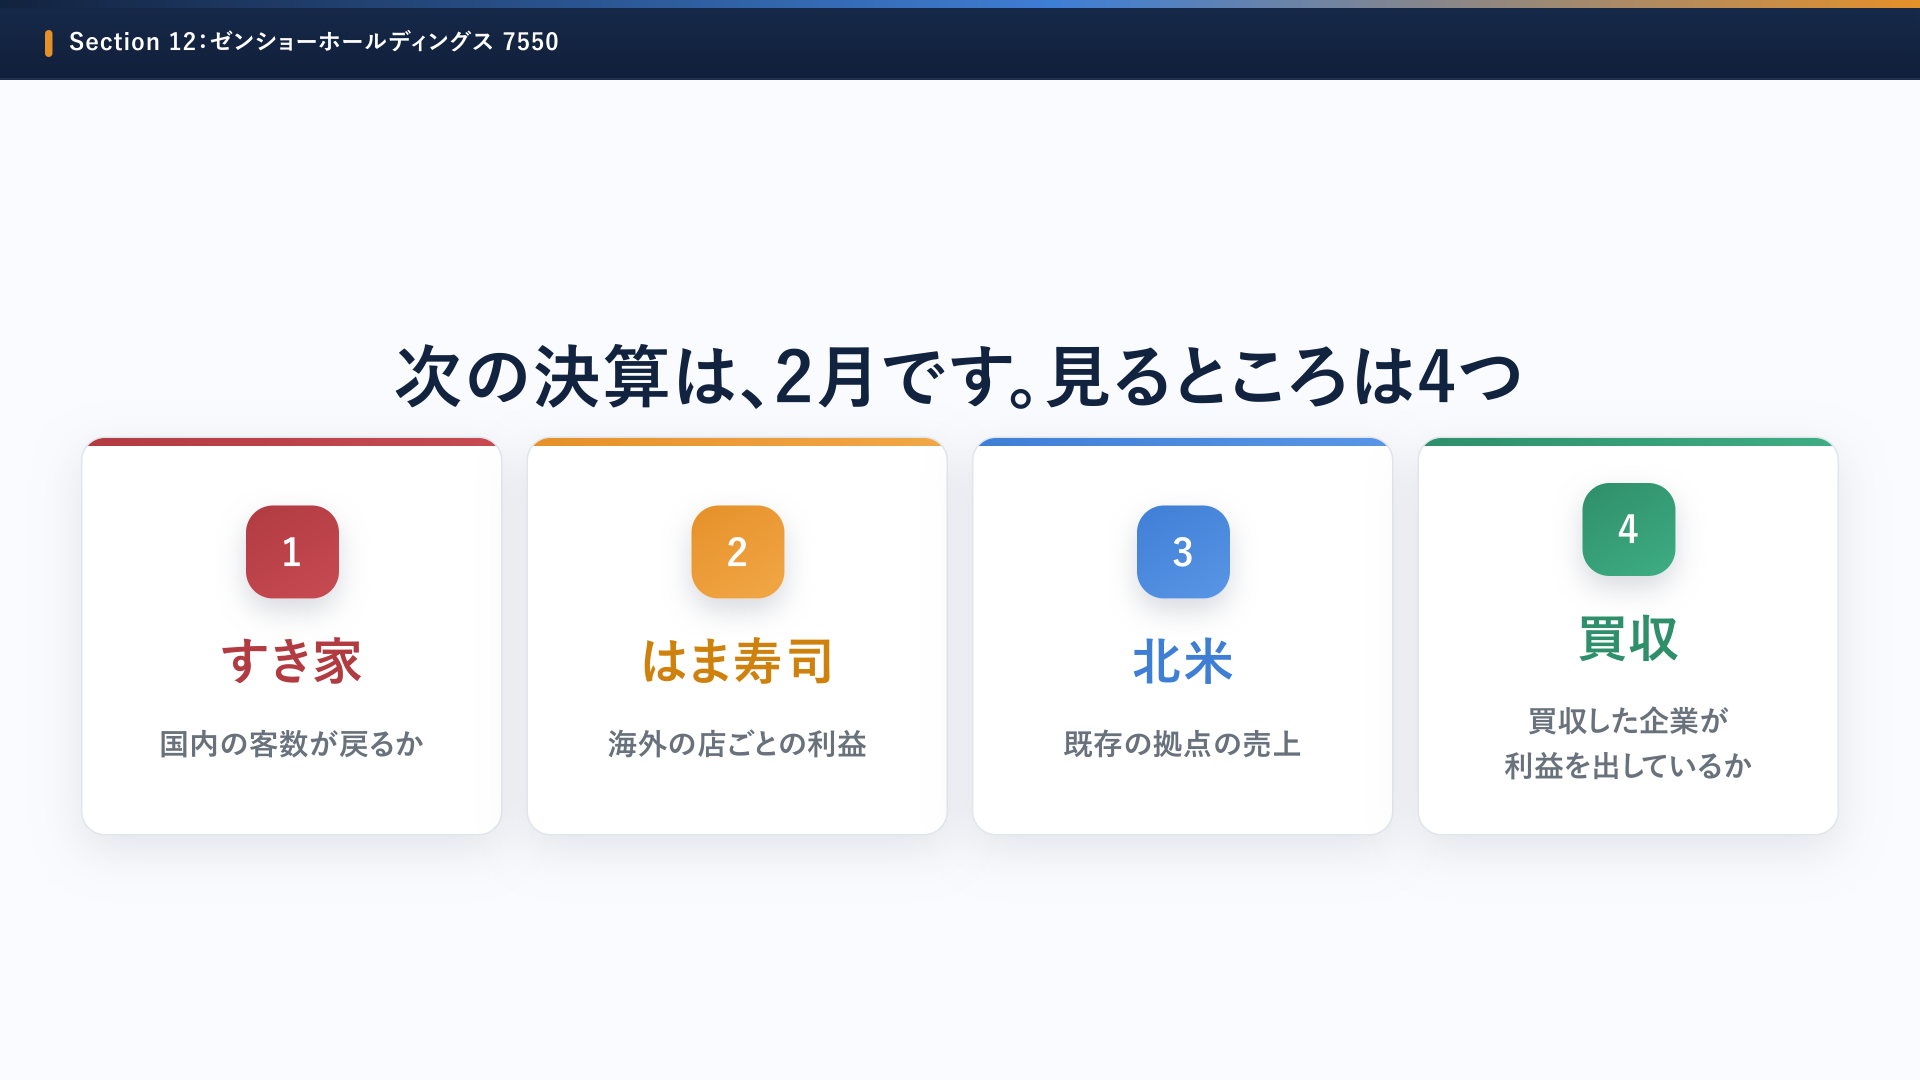 Section 12:ゼンショーホールディングス 7550
次の決算は、2月です。見るところは4つ
1
すき家
国内の客数が戻るか
2
はま寿司
海外の店ごとの利益
3
北米
既存の拠点の売上
4
買収
買収した企業が
利益を出しているか